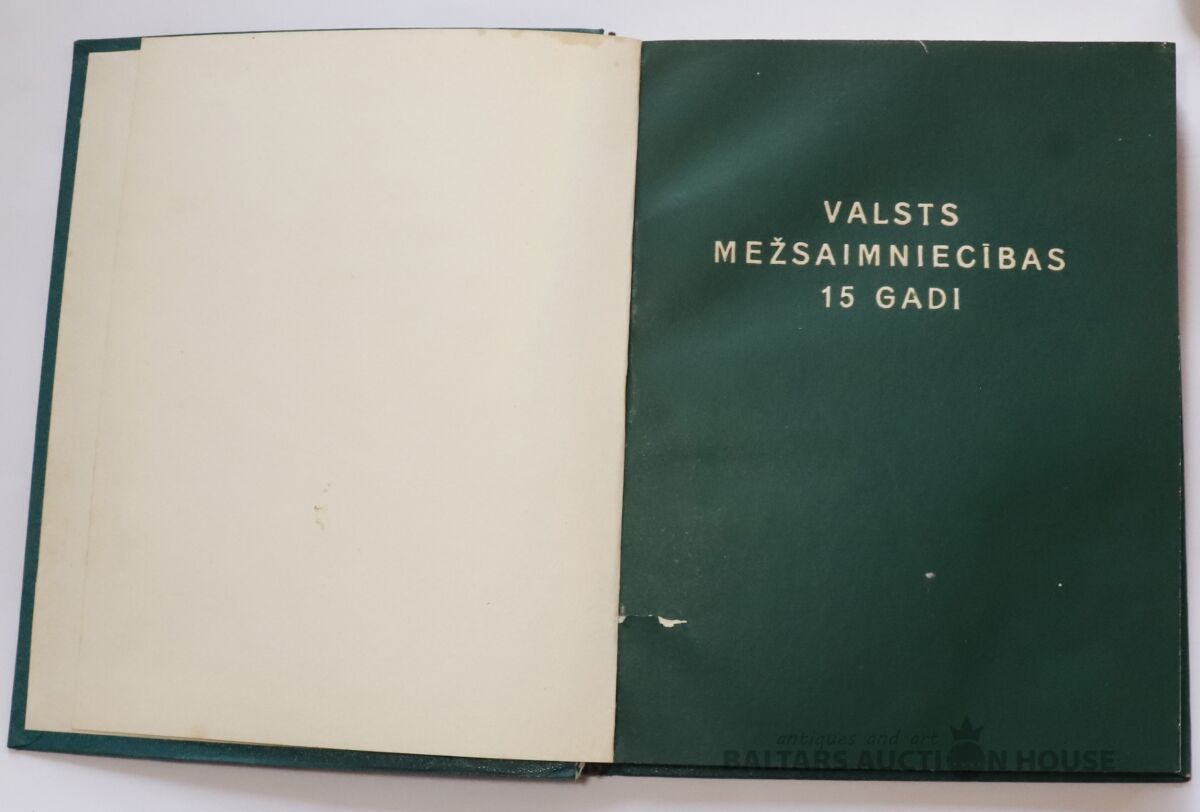 VALSTS
MEŽSAIMNIECĪBAS
15 GADI
antiques and art
BALTARS AUCTION HOUSE